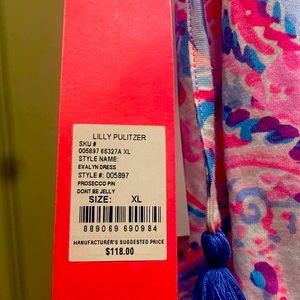 LILLY PULITZER
SKU #
005897 65327A XL
STYLE NAME:
EVALYN DRESS
STYLE #: 005897
PROSECCO PIN
DONT BE JELLY
SIZE: XL
889069 690984
MANUFACTURER'S SUGGESTED PRICE
$118.00